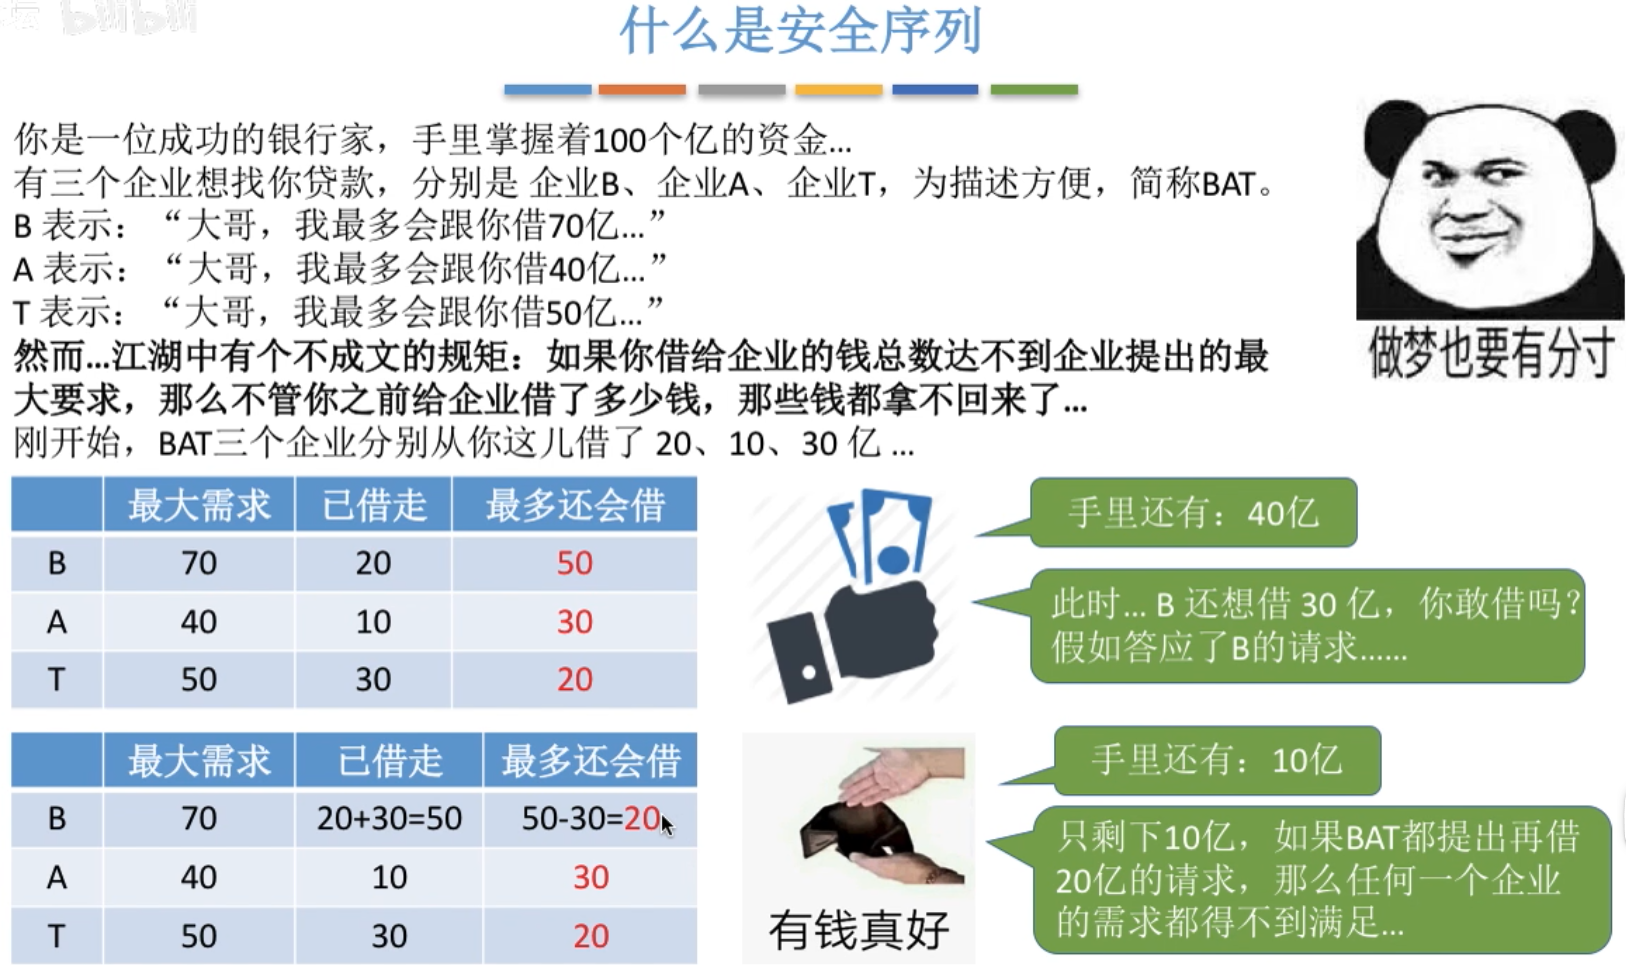 bilibili
什么是安全序列
你是一位成功的银行家，手里掌握着100个亿的资金...
有三个企业想找你贷款，分别是 企业B、企业A、企业T，为描述方便，简称BAT。
B 表示：“大哥，我最多会跟你借70亿...”
A 表示：“大哥，我最多会跟你借40亿...”
T 表示：“大哥，我最多会跟你借50亿...”
然而...江湖中有个不成文的规矩：如果你借给企业的钱总数达不到企业提出的最
大要求，那么不管你之前给企业借了多少钱，那些钱都拿不回来了...
刚开始，BAT三个企业分别从你这儿借了 20、10、30 亿 ...
做梦也要有分寸
最大需求 已借走 最多还会借
B 70 20 50
A 40 10 30
T 50 30 20
手里还有：40亿
此时... B 还想借 30 亿，你敢借吗？
假如答应了B的请求......
最大需求 已借走 最多还会借
B 70 20+30=50 50-30=20
A 40 10 30
T 50 30 20
有钱真好
手里还有：10亿
只剩下10亿，如果BAT都提出再借
20亿的请求，那么任何一个企业
的需求都得不到满足...